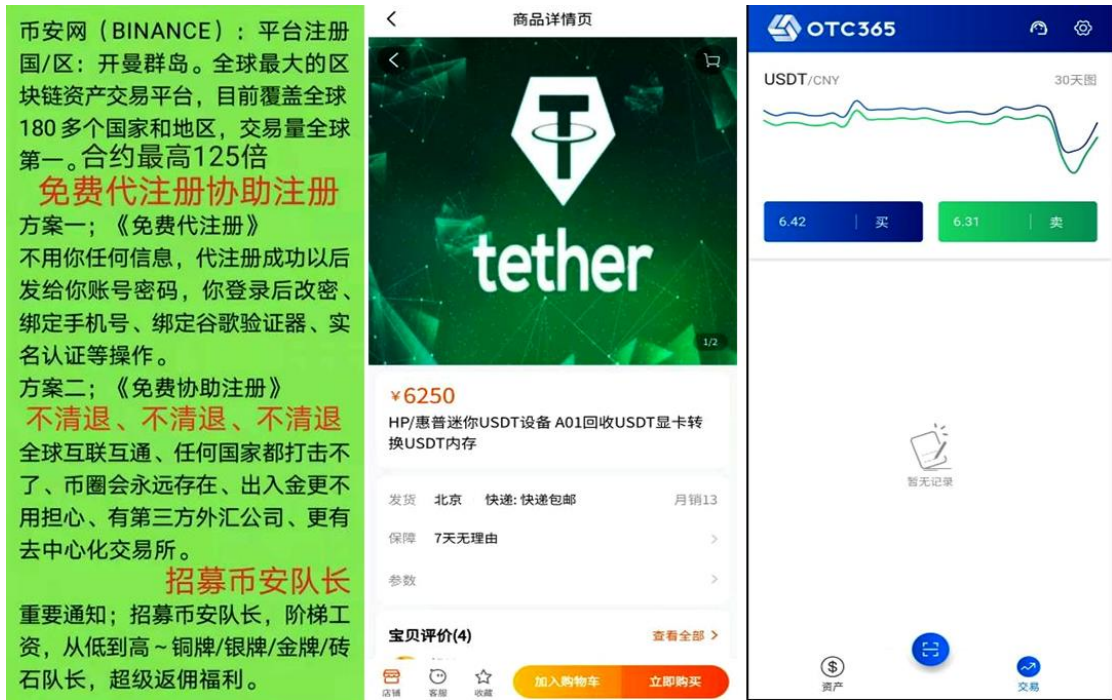 币安网（BINANCE）：平台注册
国/区：开曼群岛。全球最大的区
块链资产交易平台，目前覆盖全球
180多个国家和地区，交易量全球
第一。合约最高125倍
免费代注册协助注册
方案一；《免费代注册》
不用你任何信息，代注册成功以后
发给你账号密码，你登录后改密、
绑定手机号、绑定谷歌验证器、实
名认证等操作。
方案二；《免费协助注册》
不清退、不清退、不清退
全球互联互通、任何国家都打击不
了、币圈会永远存在、出入金更不
用担心、有第三方外汇公司、更有
去中心化交易所。
招募币安队长
重要通知；招募币安队长，阶梯工
资，从低到高~铜牌/银牌/金牌/砖
石队长，超级返佣福利。
商品详情页
tether
1/2
¥6250
HP/惠普迷你USDT设备 A01回收USDT显卡转
换USDT内存
发货 北京 快递: 快递包邮 月销13
保障 7天无理由
参数
宝贝评价(4) 查看全部
店铺 客服 收藏 加入购物车 立即购买
OTC365
USDT/CNY 30天图
6.42 买 6.31 卖
暂无记录
资产 交易